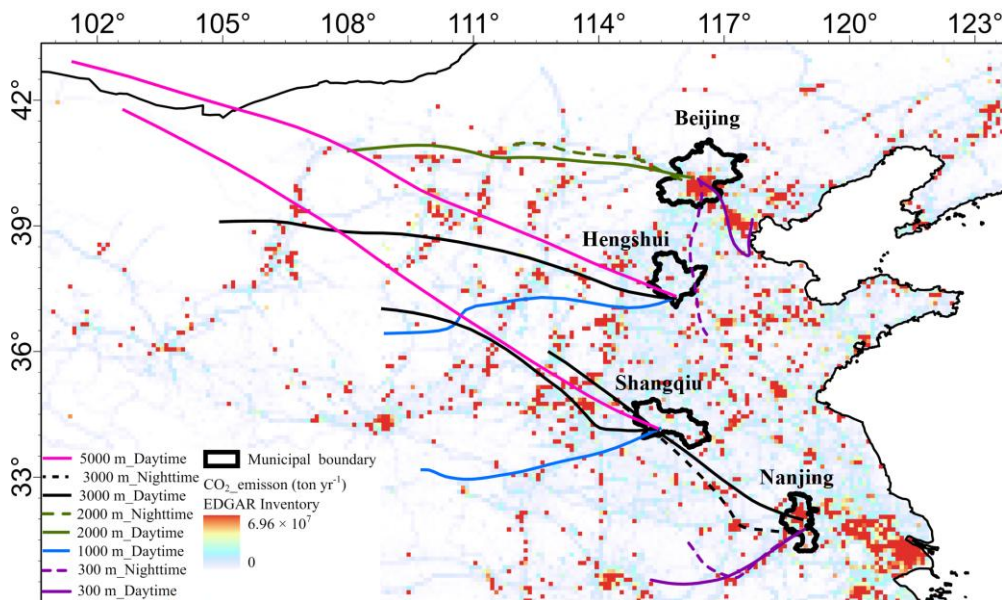 102° 105° 108° 111° 114° 117° 120° 123°
42°
39°
36°
33°
Beijing
Hengshui
Shangqiu
Nanjing
5000 m_Daytime
3000 m_Nighttime
3000 m_Daytime
2000 m_Nighttime
2000 m_Daytime
1000 m_Daytime
300 m_Nighttime
300 m_Daytime
Municipal boundary
CO₂_emisson (ton yr⁻¹)
EDGAR Inventory
6.96 × 10⁷
0